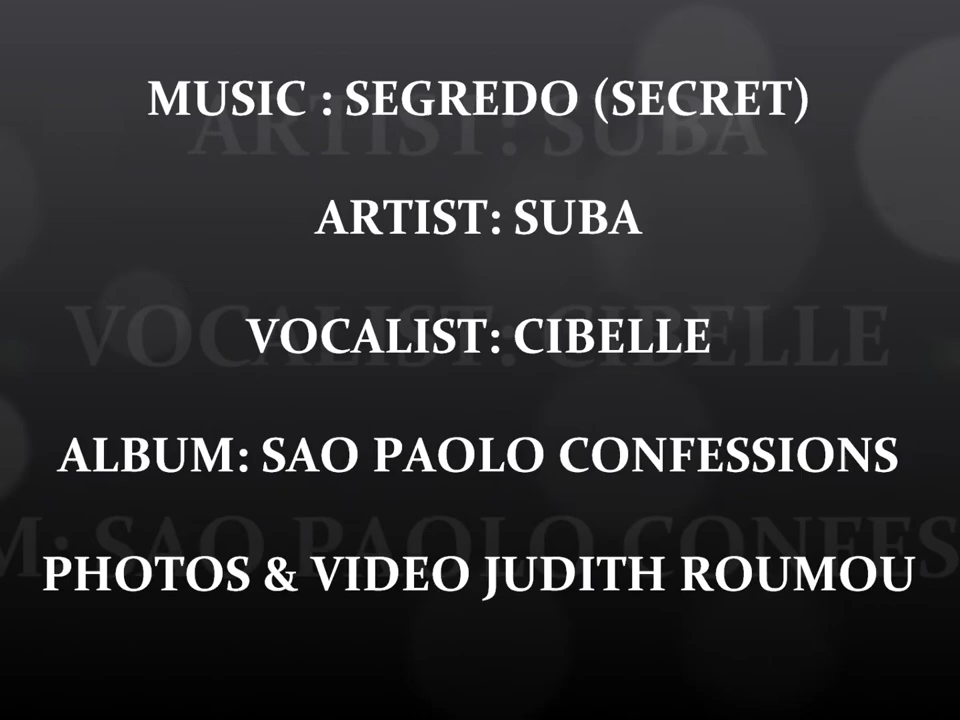 MUSIC : SEGREDO (SECRET)
ARTIST: SUBA
VOCALIST: CIBELLE
ALBUM: SAO PAOLO CONFESSIONS
PHOTOS & VIDEO JUDITH ROUMOU